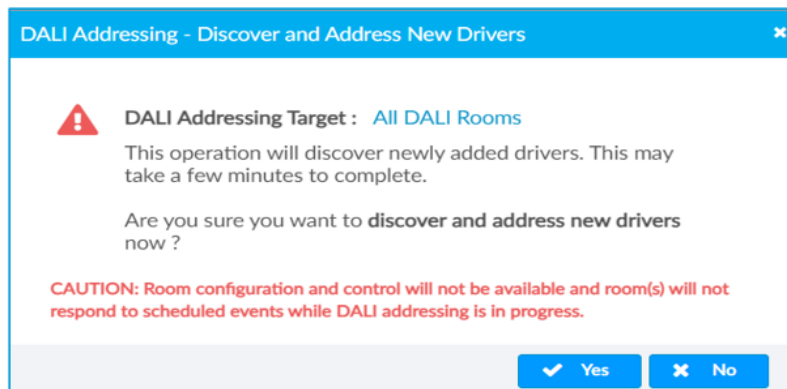 DALI Addressing - Discover and Address New Drivers
DALI Addressing Target : All DALI Rooms
This operation will discover newly added drivers. This may
take a few minutes to complete.
Are you sure you want to discover and address new drivers
now ?
CAUTION: Room configuration and control will not be available and room(s) will not
respond to scheduled events while DALI addressing is in progress.
Yes No